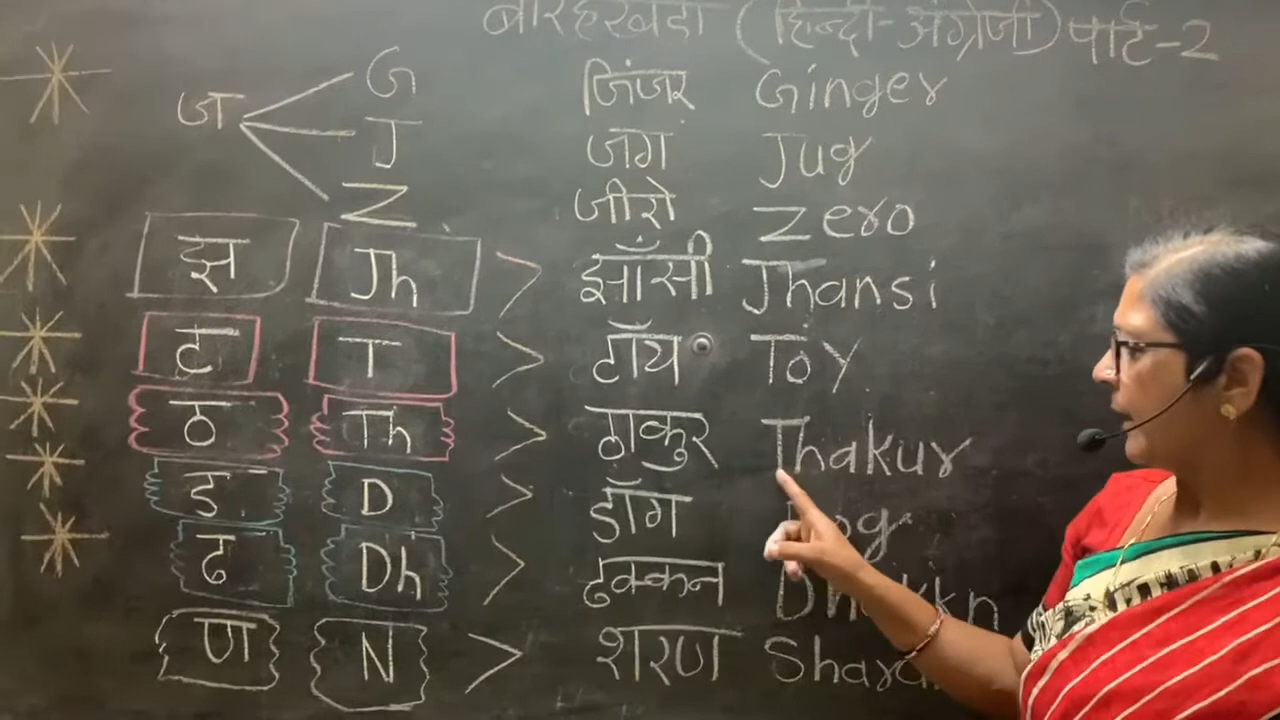 बारहखडी (हिन्दी-अंग्रेजी) पार्ट-2
ज G जिंजर Ginger
J जग Jug
Z जीरो Zero
झ Jh > झाँसी Jhansi
ट T > टॉय Toy
ठ Th > ठाकुर Thakur
ड D > डॉग
ढ Dh > ढक्कन
ण N > शरण